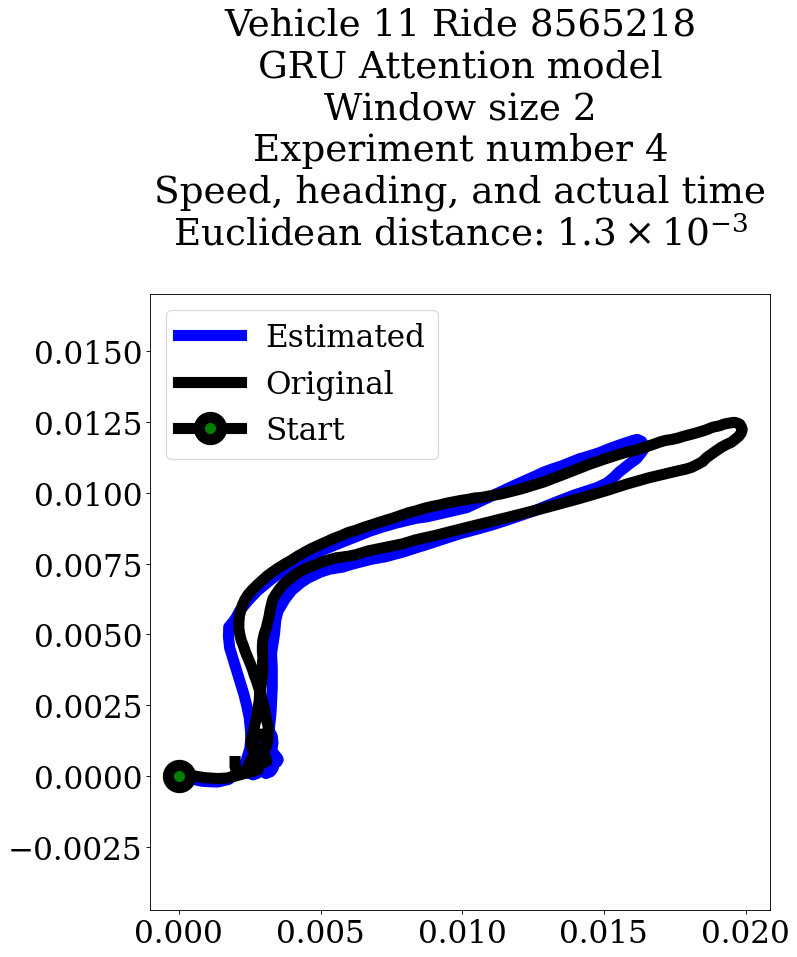 Vehicle 11 Ride 8565218
GRU Attention model
Window size 2
Experiment number 4
Speed, heading, and actual time
Euclidean distance: 1.3 × 10⁻³
Estimated
Original
Start
0.0150
0.0125
0.0100
0.0075
0.0050
0.0025
0.0000
−0.0025
0.000 0.005 0.010 0.015 0.020